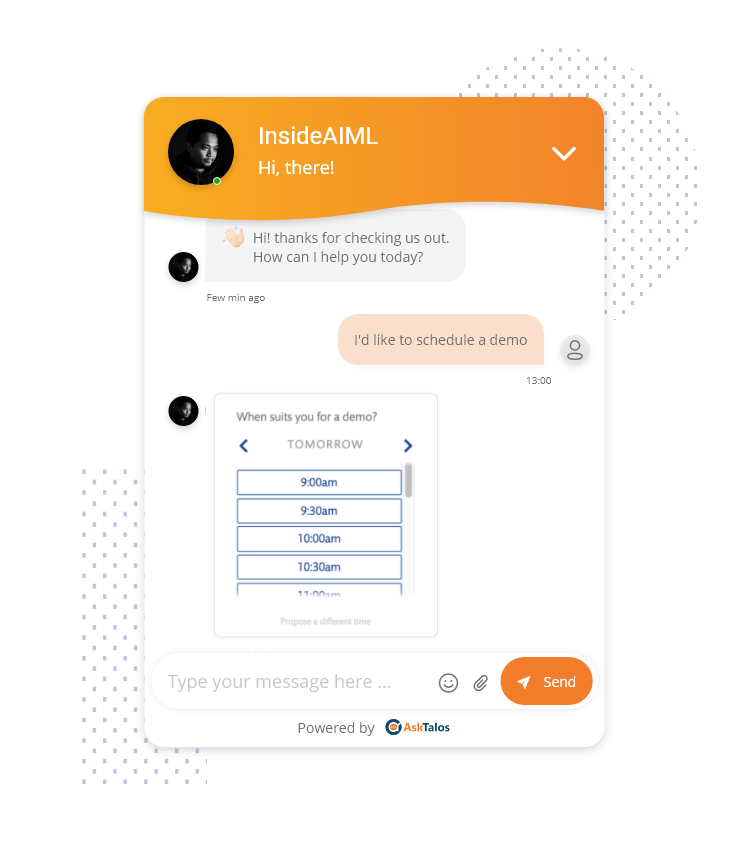 InsideAIML
Hi, there!
Hi! thanks for checking us out.
How can I help you today?
Few min ago
I'd like to schedule a demo
13:00
When suits you for a demo?
TOMORROW
9:00am
9:30am
10:00am
10:30am
11:00am
Propose a different time
Type your message here ...
Send
Powered by AskTalos